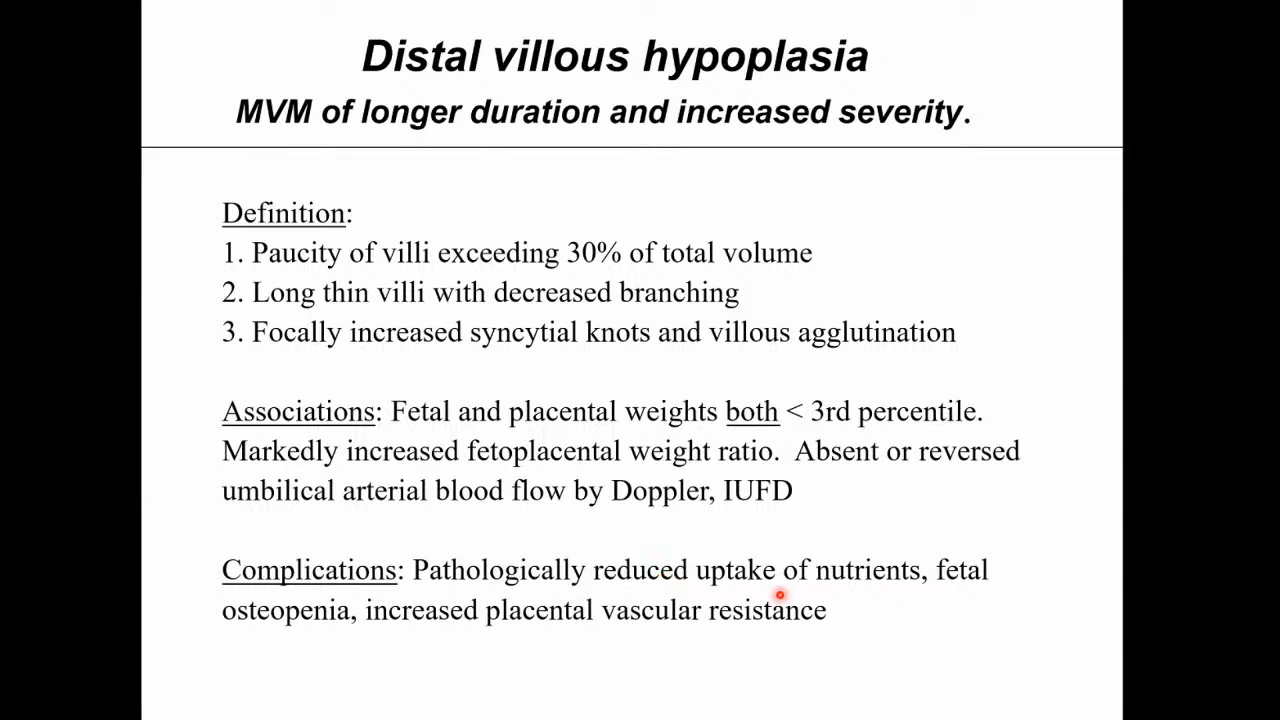 Distal villous hypoplasia
MVM of longer duration and increased severity.
Definition:
1. Paucity of villi exceeding 30% of total volume
2. Long thin villi with decreased branching
3. Focally increased syncytial knots and villous agglutination
Associations: Fetal and placental weights both < 3rd percentile.
Markedly increased fetoplacental weight ratio.  Absent or reversed
umbilical arterial blood flow by Doppler, IUFD
Complications: Pathologically reduced uptake of nutrients, fetal
osteopenia, increased placental vascular resistance